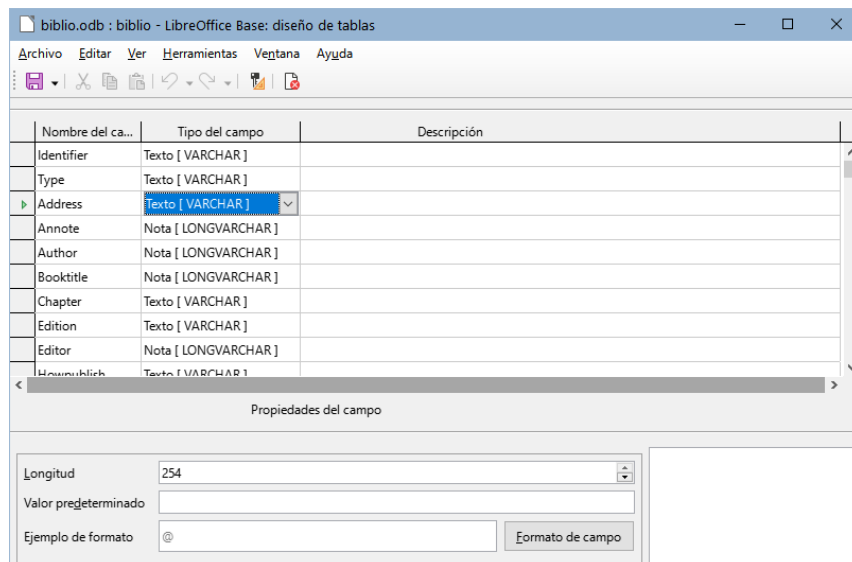 biblio.odb : biblio - LibreOffice Base: diseño de tablas
Archivo Editar Ver Herramientas Ventana Ayuda
Nombre del ca... Tipo del campo Descripción
Identifier Texto [ VARCHAR ]
Type Texto [ VARCHAR ]
Address Texto [ VARCHAR ]
Annote Nota [ LONGVARCHAR ]
Author Nota [ LONGVARCHAR ]
Booktitle Nota [ LONGVARCHAR ]
Chapter Texto [ VARCHAR ]
Edition Texto [ VARCHAR ]
Editor Nota [ LONGVARCHAR ]
Howpublish Texto [ VARCHAR ]
Propiedades del campo
Longitud 254
Valor predeterminado
Ejemplo de formato @ Formato de campo